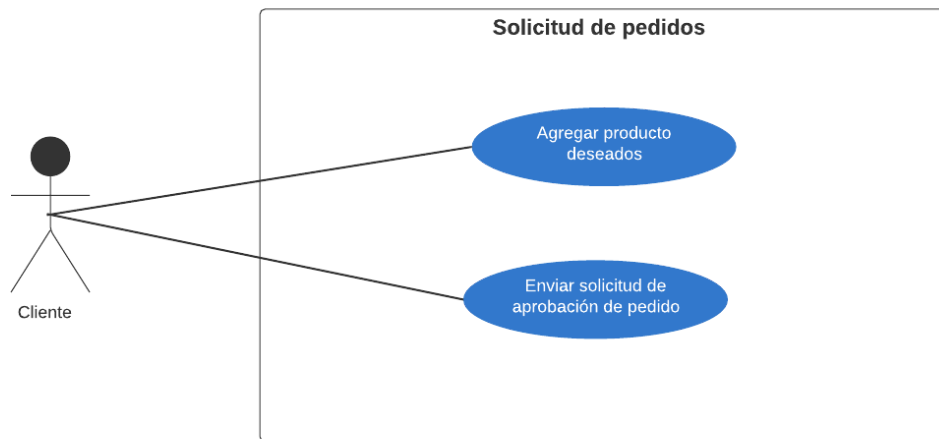 Solicitud de pedidos
Agregar producto
deseados
Enviar solicitud de
aprobación de pedido
Cliente